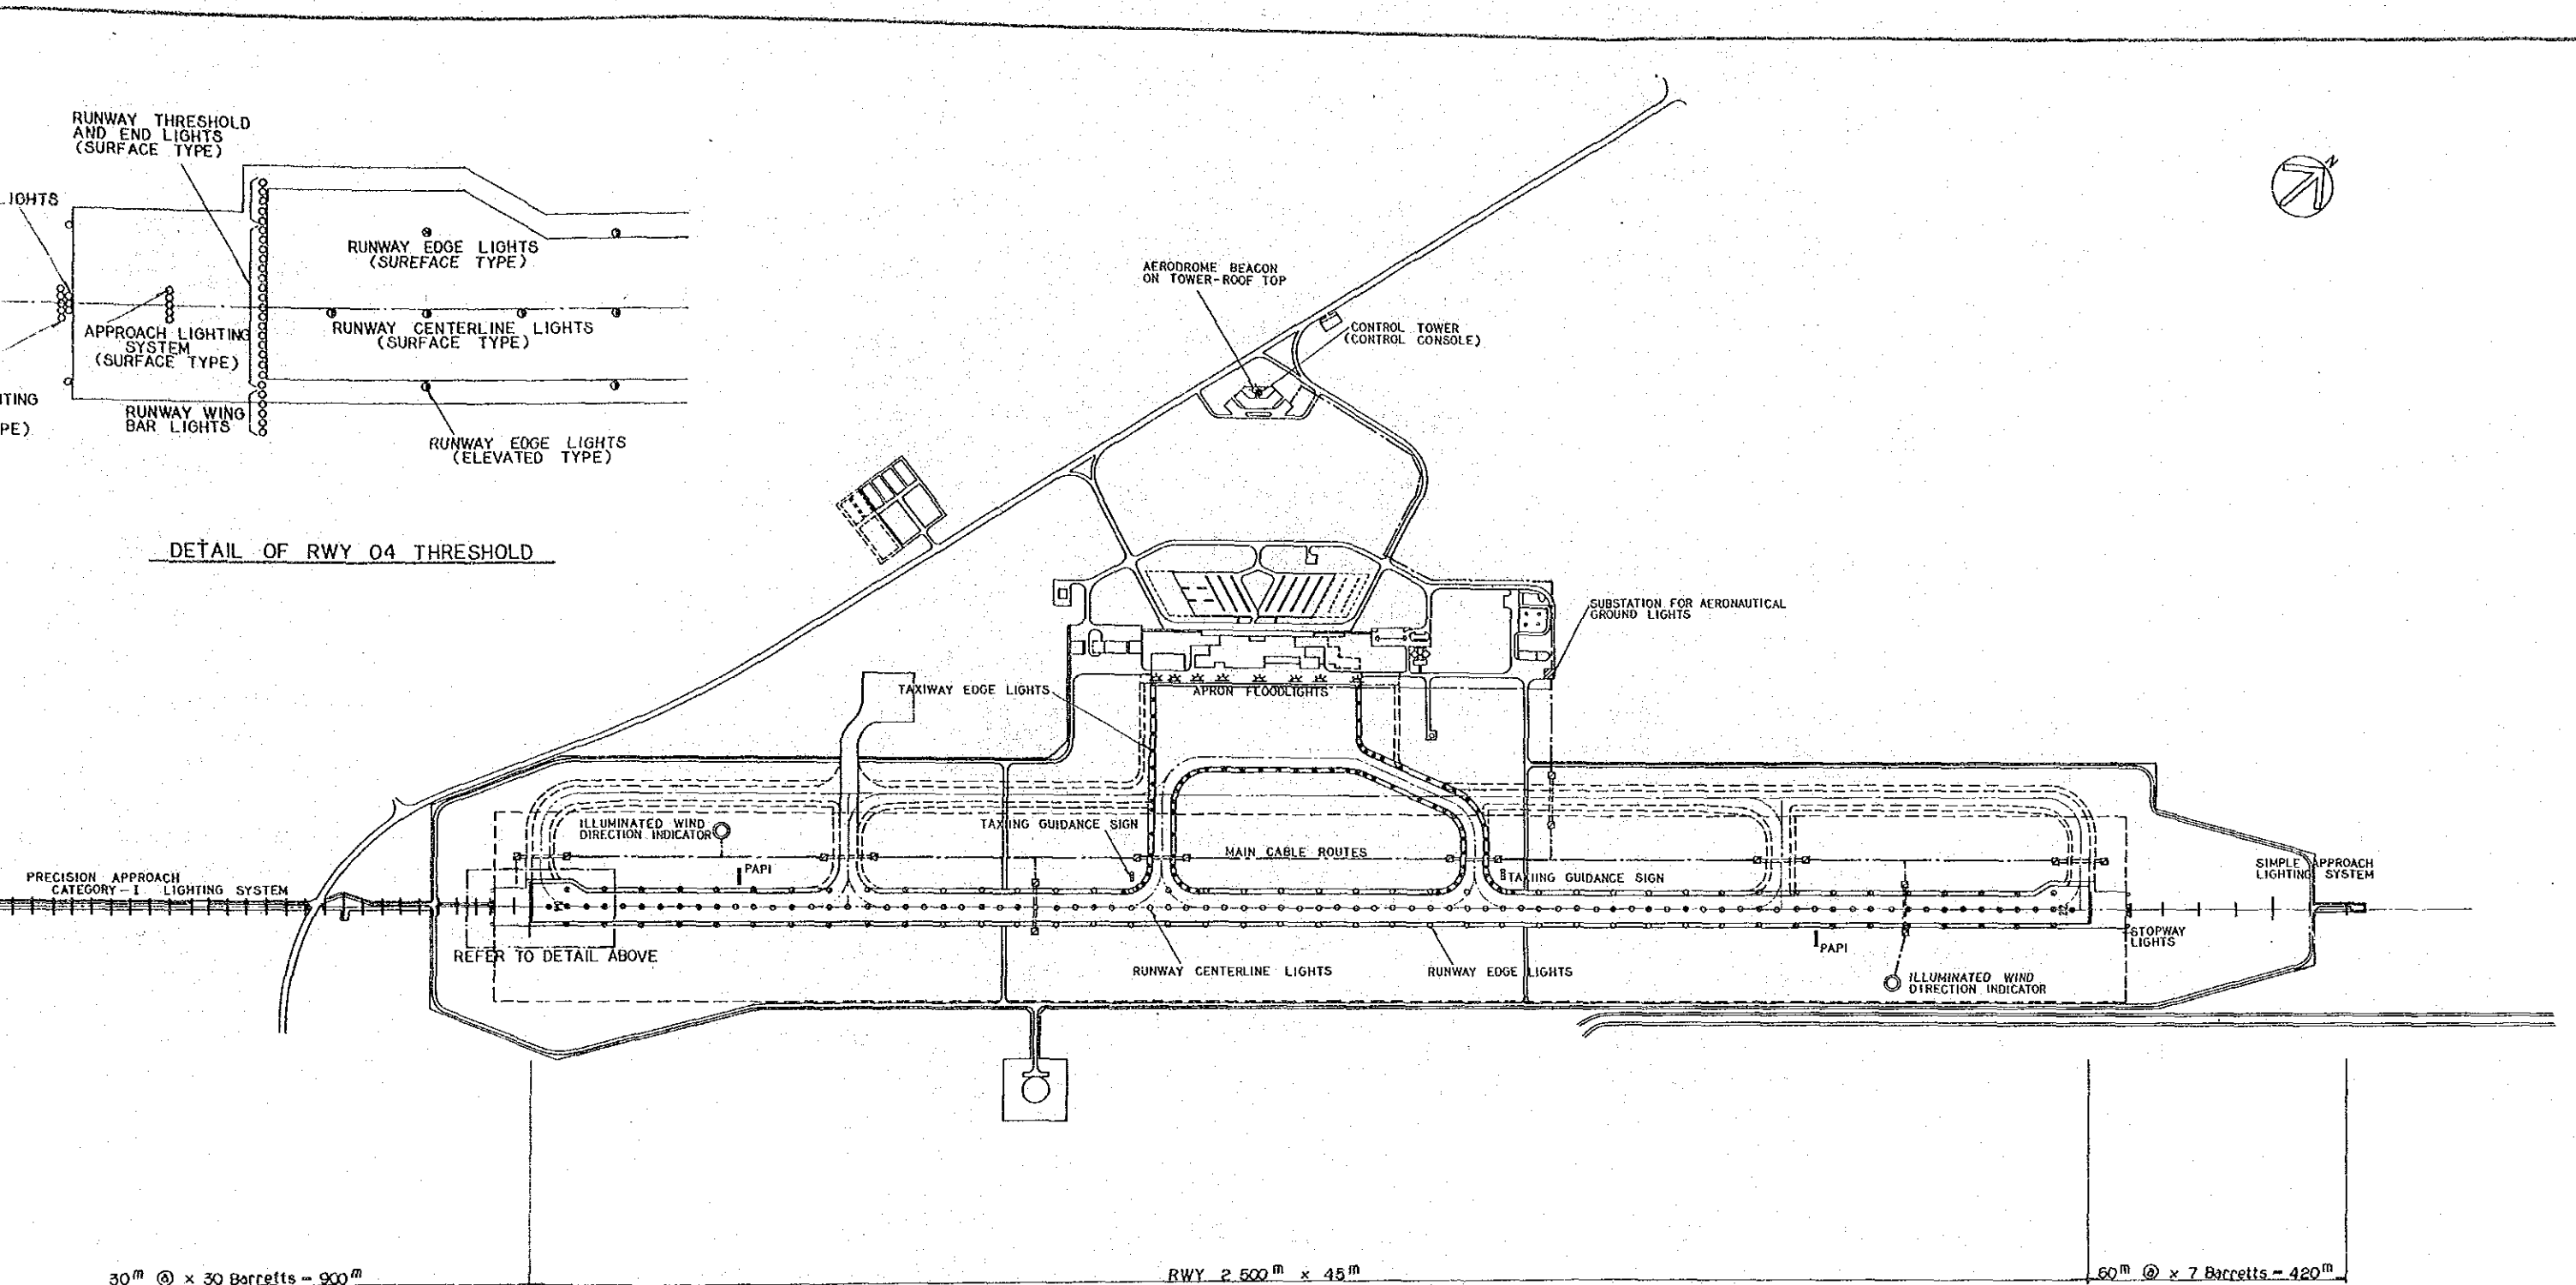 RUNWAY THRESHOLD
AND END LIGHTS
(SURFACE TYPE)
LIGHTS
RUNWAY EDGE LIGHTS
(SUREFACE TYPE)
APPROACH LIGHTING
SYSTEM
(SURFACE TYPE)
RUNWAY CENTERLINE LIGHTS
(SURFACE TYPE)
TING
PE)
RUNWAY WING
BAR LIGHTS
RUNWAY EDGE LIGHTS
(ELEVATED TYPE)
DETAIL OF RWY 04 THRESHOLD
N
AERODROME BEACON
ON TOWER-ROOF TOP
CONTROL TOWER
(CONTROL CONSOLE)
SUBSTATION FOR AERONAUTICAL
GROUND LIGHTS
TAXIWAY EDGE LIGHTS
APRON FLOODLIGHTS
ILLUMINATED WIND
DIRECTION INDICATOR
TAXIING GUIDANCE SIGN
MAIN CABLE ROUTES
PRECISION APPROACH
CATEGORY-I LIGHTING SYSTEM
PAPI
TAXIING GUIDANCE SIGN
SIMPLE APPROACH
LIGHTING SYSTEM
22
REFER TO DETAIL ABOVE
RUNWAY CENTERLINE LIGHTS
RUNWAY EDGE LIGHTS
PAPI
STOPWAY
LIGHTS
ILLUMINATED WIND
DIRECTION INDICATOR
30m @ x 30 Barretts = 900m
RWY 2 500m x 45m
60m @ x 7 Barretts = 420m